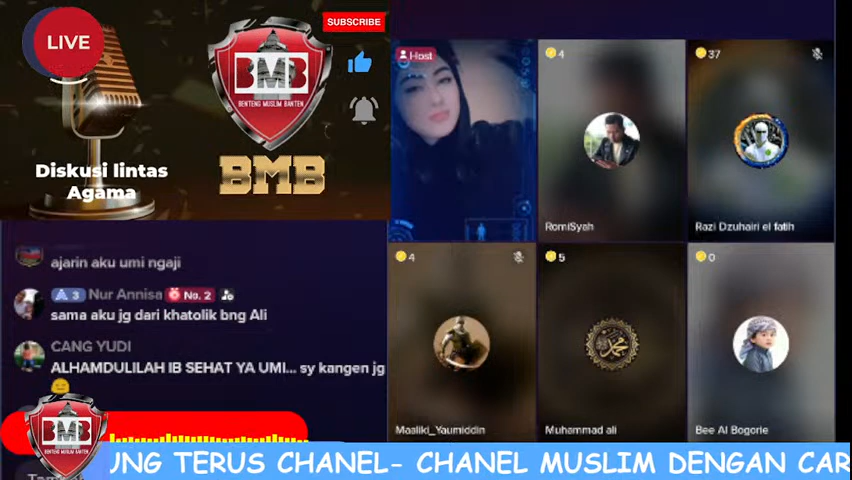 LIVE
SUBSCRIBE
BMB
BENTENG MUSLIM BANTEN
BMB
Diskusi lintas
Agama
Host
4
37
RomiSyah
Razi Dzuhairi el fatih
4
5
0
Maaliki_Yaumiddin
Muhammad ali
Bee Al Bogorie
ajarin aku umi ngaji
3 Nur Annisa No. 2
sama aku jg dari khatolik bng Ali
CANG YUDI
ALHAMDULILAH IB SEHAT YA UMI... sy kangen jg
BMB
UNG TERUS CHANEL- CHANEL MUSLIM DENGAN CAR